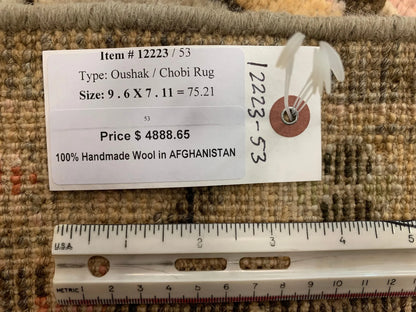 Item # 12223 / 53
Type: Oushak / Chobi Rug
Size: 9 . 6 X 7 . 11 = 75.21
53
Price $ 4888.65
100% Handmade Wool in AFGHANISTAN
12223-53
1 2 3 4 5
U.S.A.
METRIC 1 2 3 4 5 6 7 8 9 10 11 12